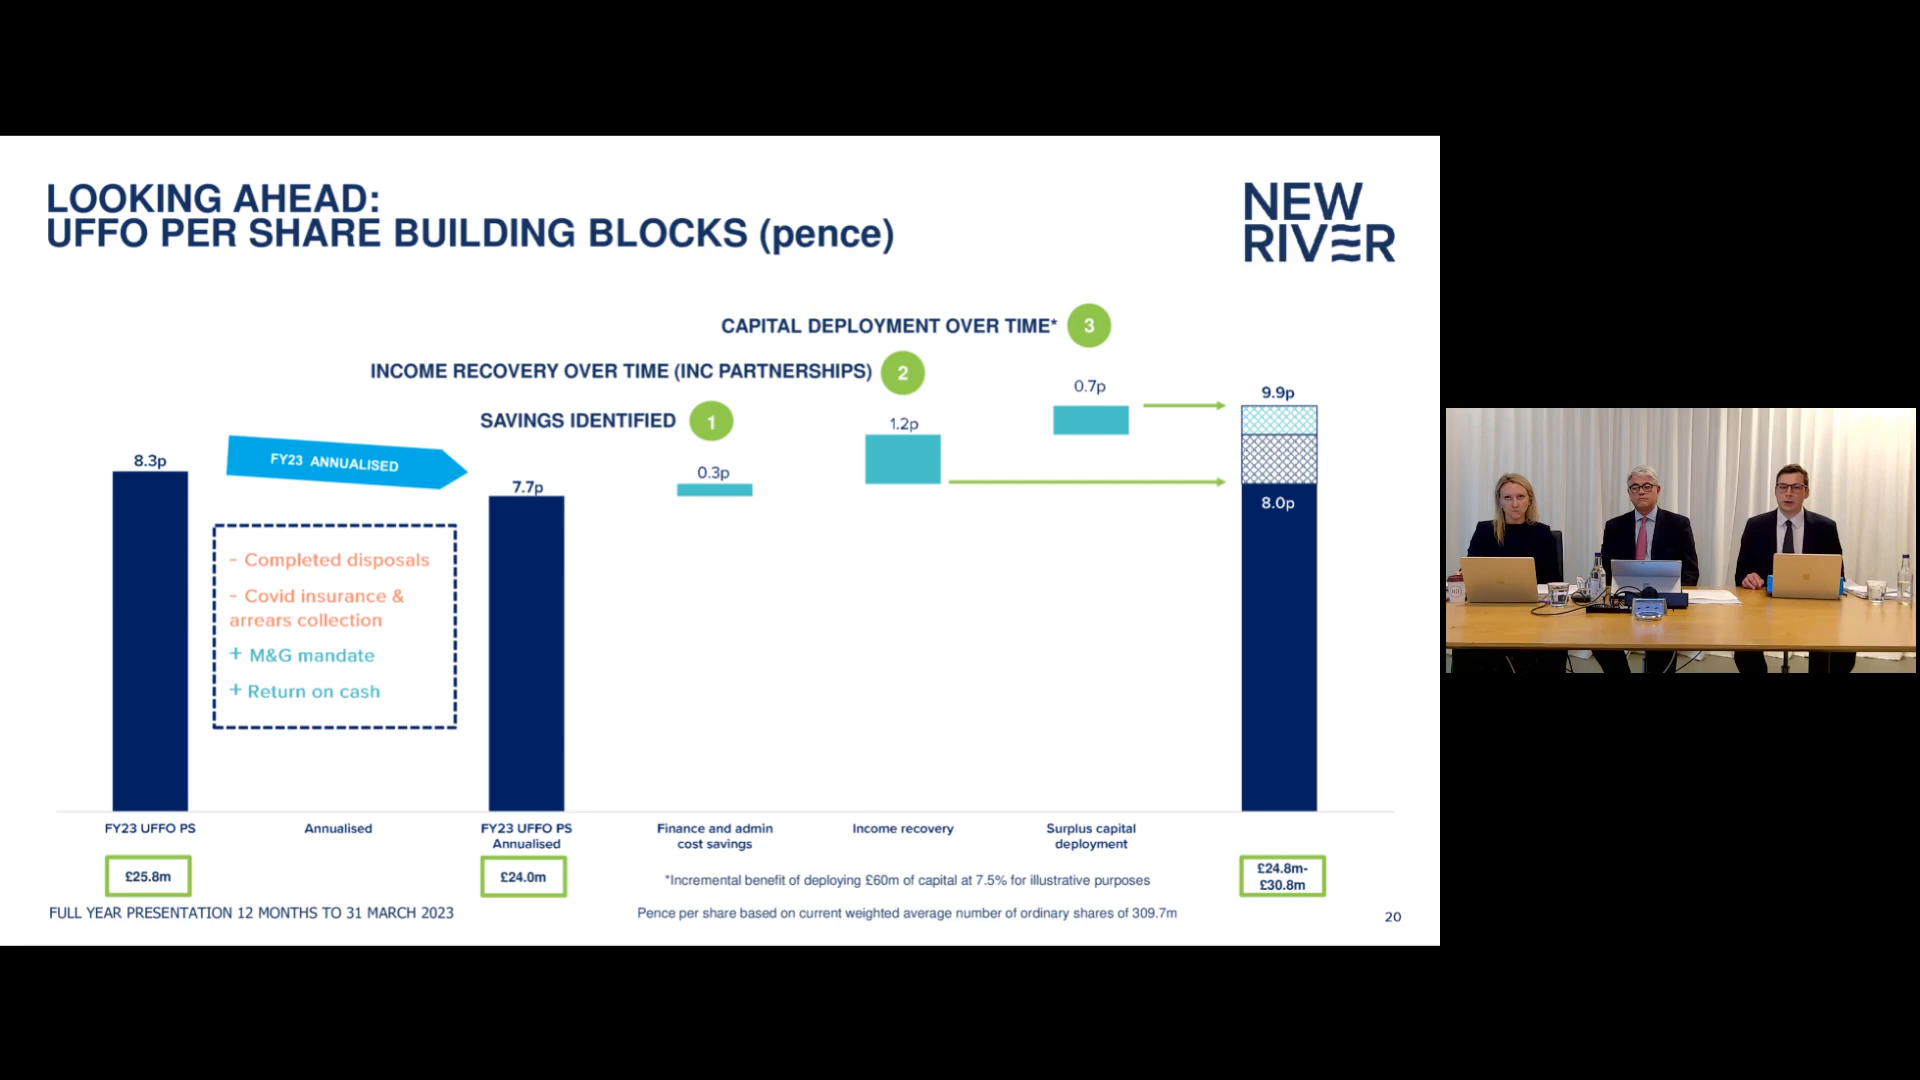 LOOKING AHEAD:
UFFO PER SHARE BUILDING BLOCKS (pence)
NEW
RIVER
CAPITAL DEPLOYMENT OVER TIME* 3
INCOME RECOVERY OVER TIME (INC PARTNERSHIPS) 2
SAVINGS IDENTIFIED 1
8.3p
FY23 ANNUALISED
7.7p
0.3p
1.2p
0.7p
9.9p
8.0p
- Completed disposals
- Covid insurance &
arrears collection
+ M&G mandate
+ Return on cash
FY23 UFFO PS
Annualised
FY23 UFFO PS
Annualised
Finance and admin
cost savings
Income recovery
Surplus capital
deployment
£25.8m
£24.0m
£24.8m-
£30.8m
*Incremental benefit of deploying £60m of capital at 7.5% for illustrative purposes
FULL YEAR PRESENTATION 12 MONTHS TO 31 MARCH 2023
Pence per share based on current weighted average number of ordinary shares of 309.7m
20